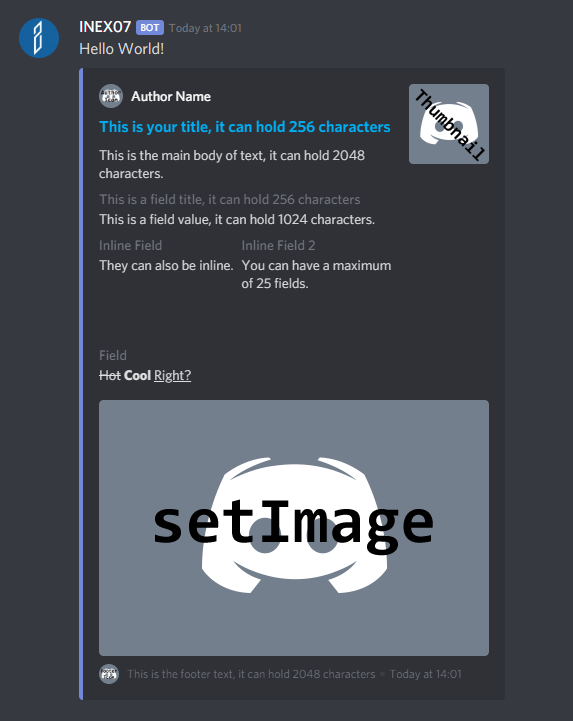 INEX07 BOT Today at 14:01
Hello World!
Author Name
Thumbnail
This is your title, it can hold 256 characters
This is the main body of text, it can hold 2048
characters.
This is a field title, it can hold 256 characters
This is a field value, it can hold 1024 characters.
Inline Field
They can also be inline.
Inline Field 2
You can have a maximum
of 25 fields.
Field
Hot Cool Right?
setImage
This is the footer text, it can hold 2048 characters • Today at 14:01